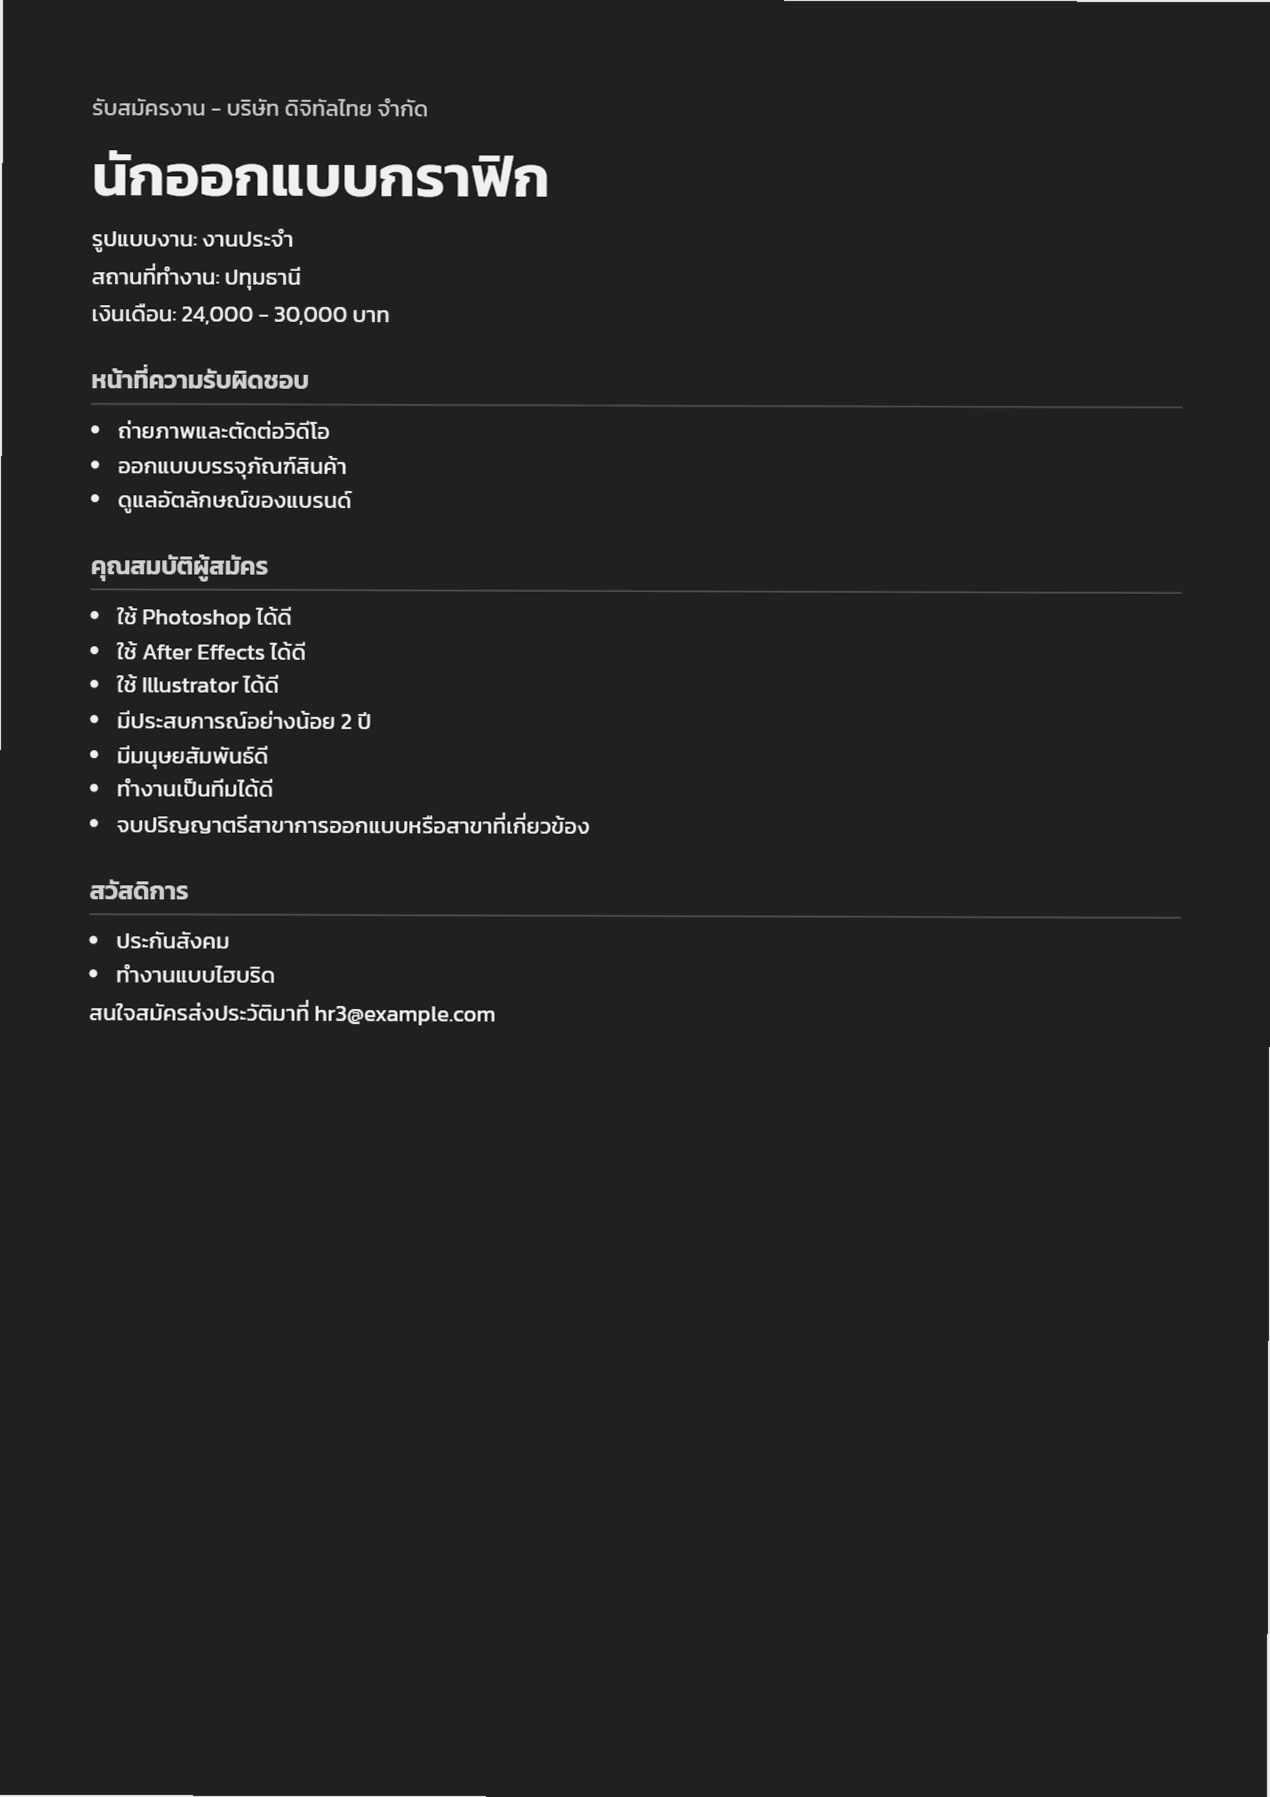 รับสมัครงาน - บริษัท ดิจิทัลไทย จำกัด
นักออกแบบกราฟิก
รูปแบบงาน: งานประจำ
สถานที่ทำงาน: ปทุมธานี
เงินเดือน: 24,000 - 30,000 บาท
หน้าที่ความรับผิดชอบ
• ถ่ายภาพและตัดต่อวิดีโอ
• ออกแบบบรรจุภัณฑ์สินค้า
• ดูแลอัตลักษณ์ของแบรนด์
คุณสมบัติผู้สมัคร
• ใช้ Photoshop ได้ดี
• ใช้ After Effects ได้ดี
• ใช้ Illustrator ได้ดี
• มีประสบการณ์อย่างน้อย 2 ปี
• มีมนุษยสัมพันธ์ดี
• ทำงานเป็นทีมได้ดี
• จบปริญญาตรีสาขาการออกแบบหรือสาขาที่เกี่ยวข้อง
สวัสดิการ
• ประกันสังคม
• ทำงานแบบไฮบริด
สนใจสมัครส่งประวัติมาที่ hr3@example.com